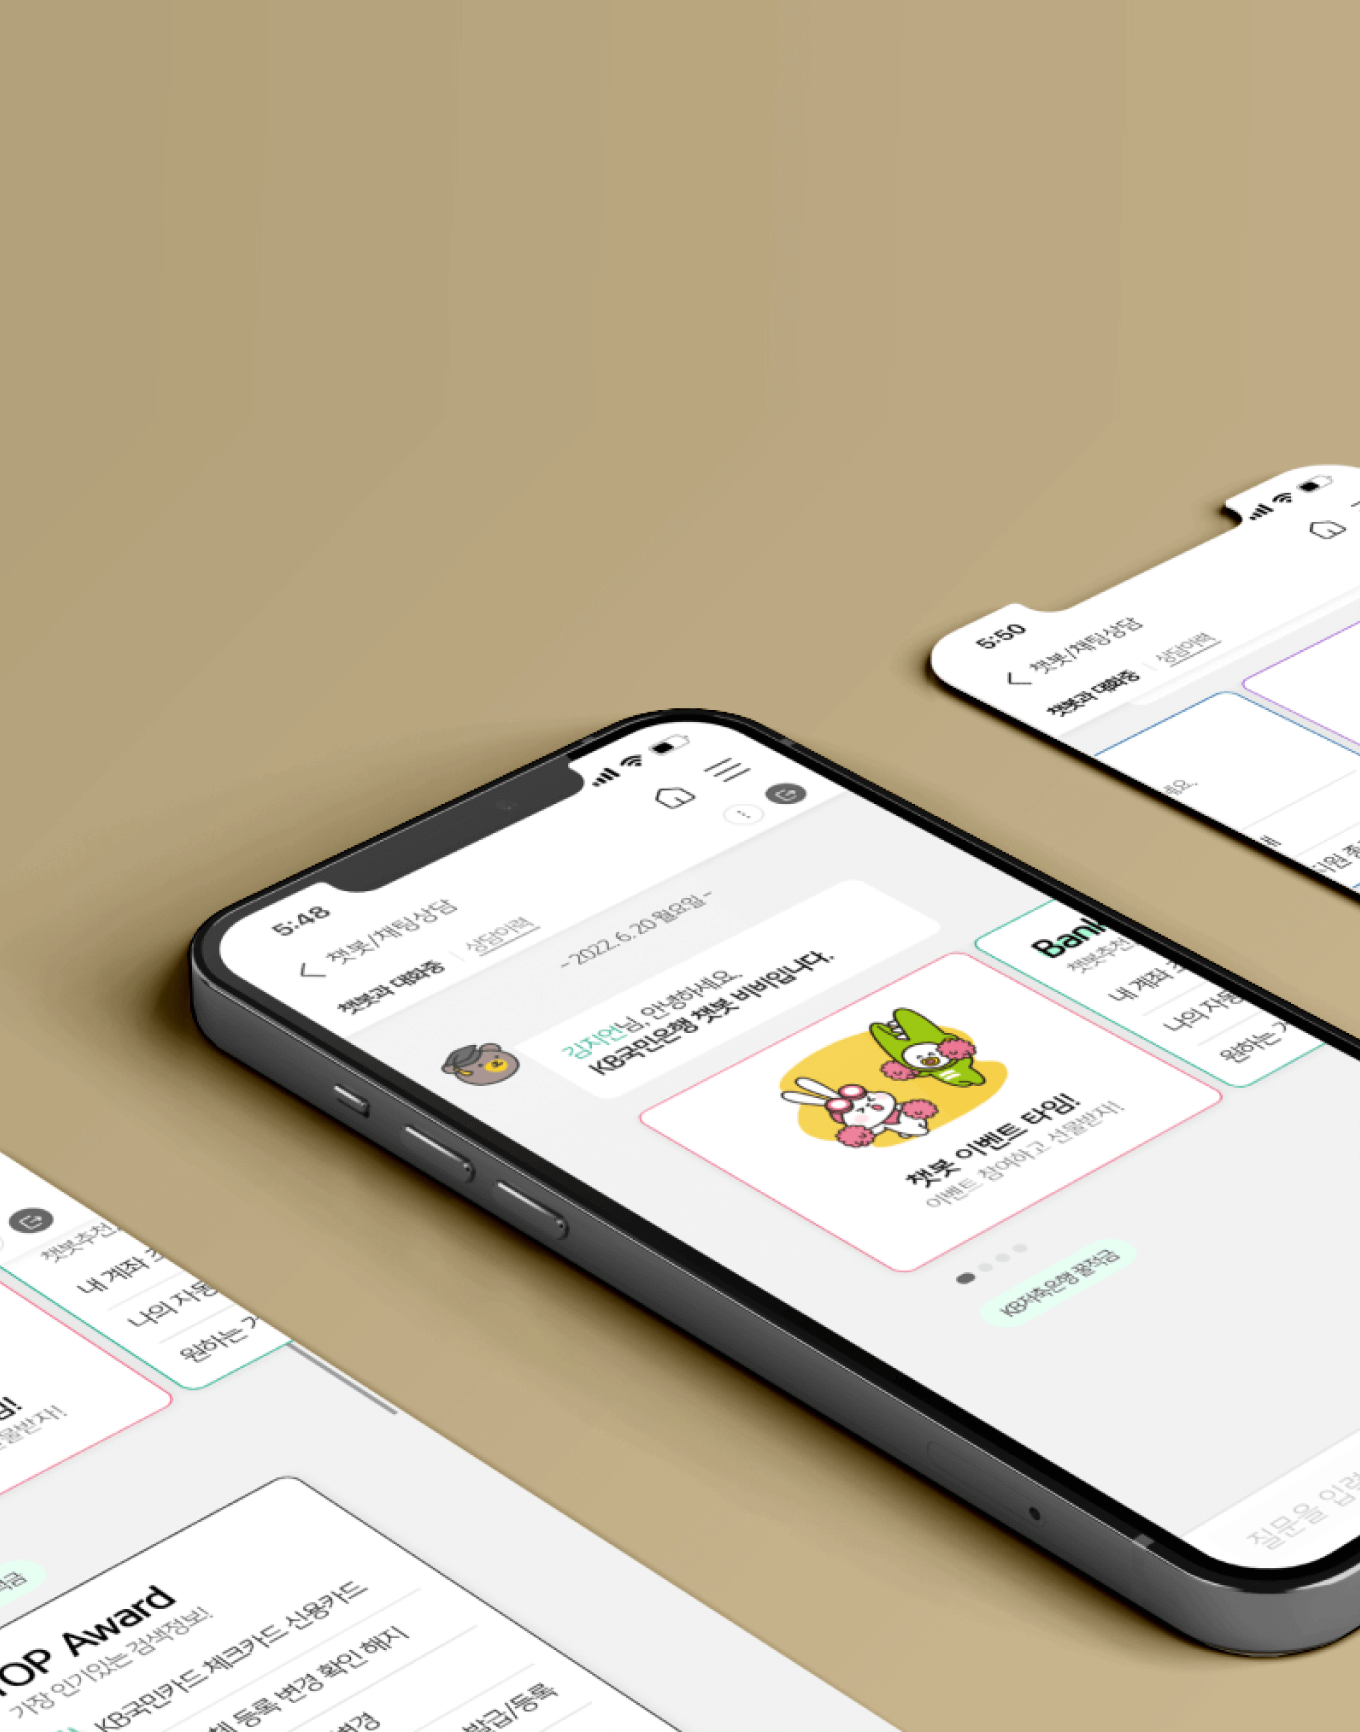 5:50
챗봇/채팅상담
챗봇과 대화중
상담이력
세요.
5:48
챗봇/채팅상담
챗봇과 대화중
상담이력
- 2022. 6. 20 월요일 -
김지연님, 안녕하세요.
KB국민은행 챗봇 비비입니다.
챗봇 이벤트 타임!
이벤트 참여하고 선물받자!
Bank
챗봇추천
내 계좌
나의 자동
원하는
KB저축은행 꿀적금
질문을 입력
챗봇추천
내 계좌
나의 자동
원하는
선물받자!
적금
TOP Award
가장 인기있는 검색정보!
KB국민카드 체크카드 신용카드
등록 변경 확인 해지
변경
발급/등록